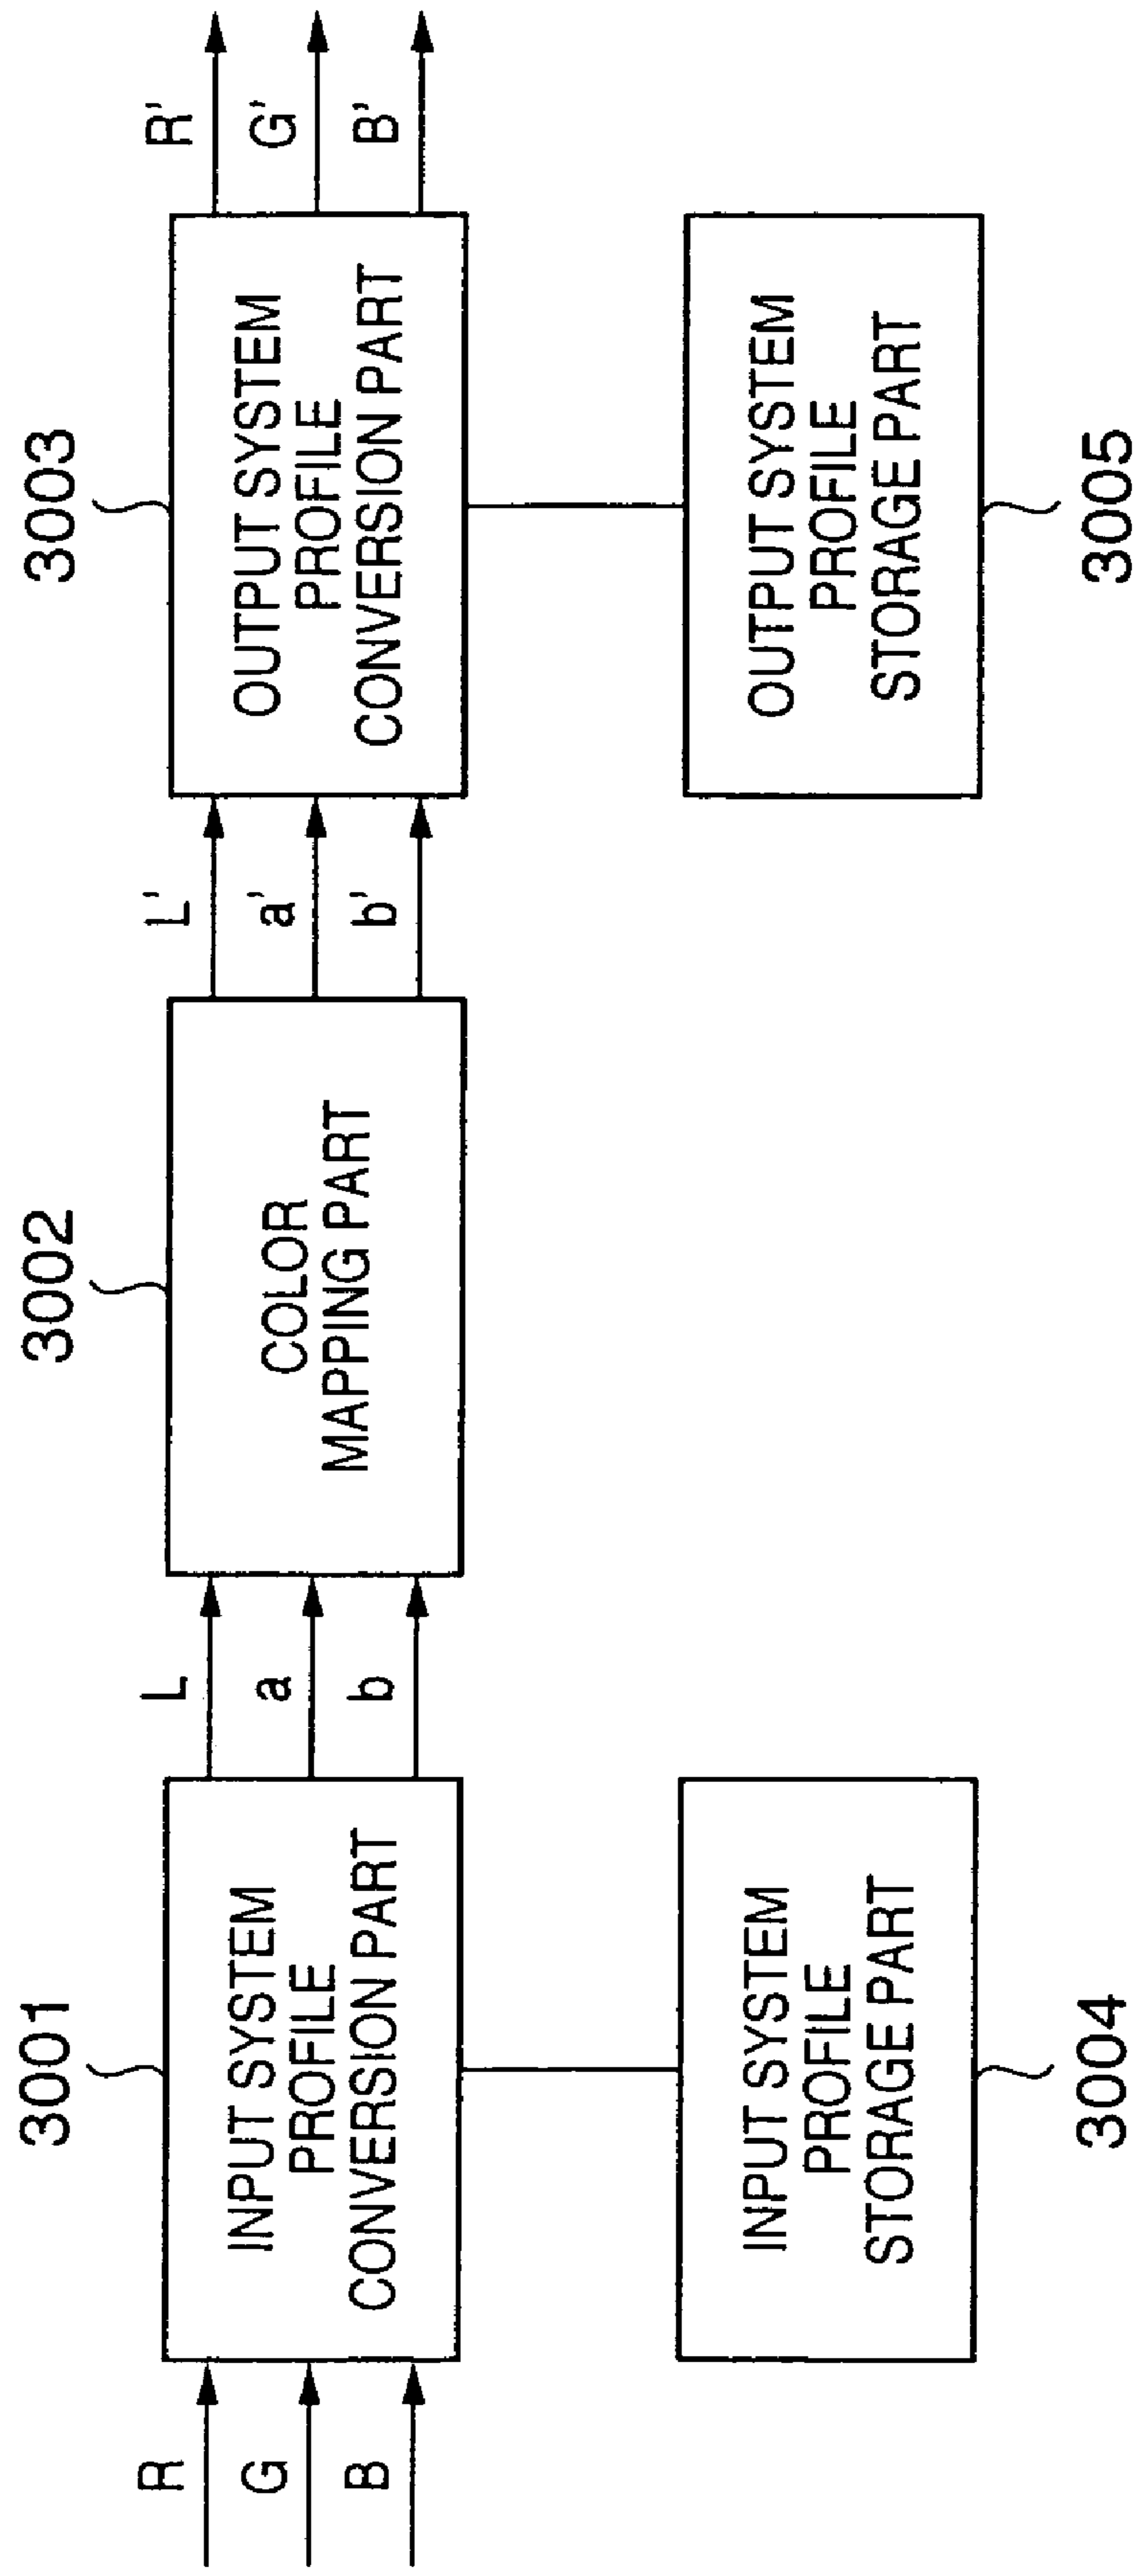 3001
3002
3003
R
G
B
INPUT SYSTEM
PROFILE
CONVERSION PART
L
a
b
COLOR
MAPPING PART
L'
a'
b'
OUTPUT SYSTEM
PROFILE
CONVERSION PART
R'
G'
B'
INPUT SYSTEM
PROFILE
STORAGE PART
OUTPUT SYSTEM
PROFILE
STORAGE PART
3004
3005